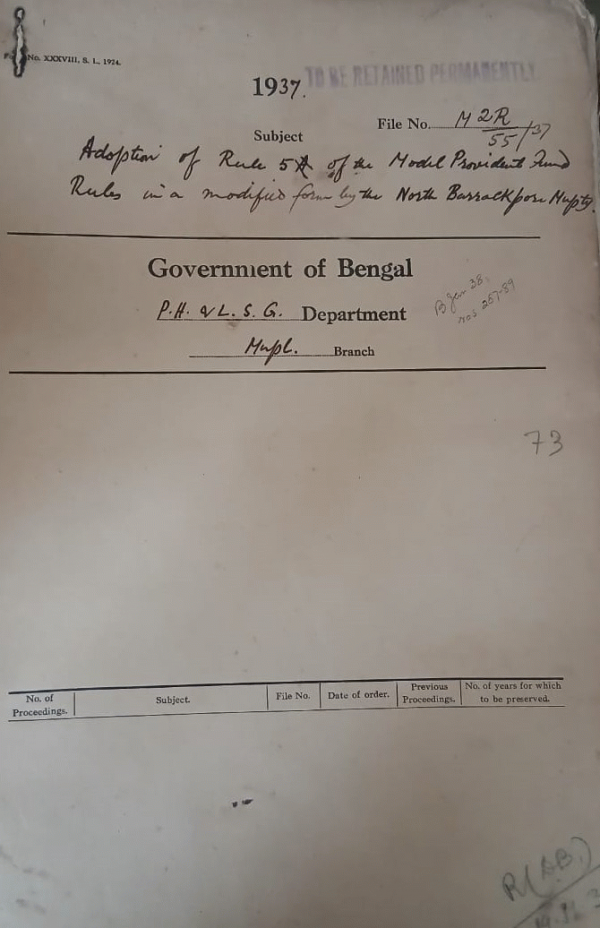 No. XXXVIII, S. L., 1924.
TO BE RETAINED PERMANENTLY
1937.
File No. M2R
55/37
Subject
Adoption of Rule 5A of the Model Provident Fund
Rules in a modified form by the North Barrackpore Mupty.
Government of Bengal
P.H. & L. S. G. Department
B Jan 38,
nos 257-59
Mupl. Branch
73
No. of Proceedings. Subject. File No. Date of order. Previous Proceedings. No. of years for which to be preserved.